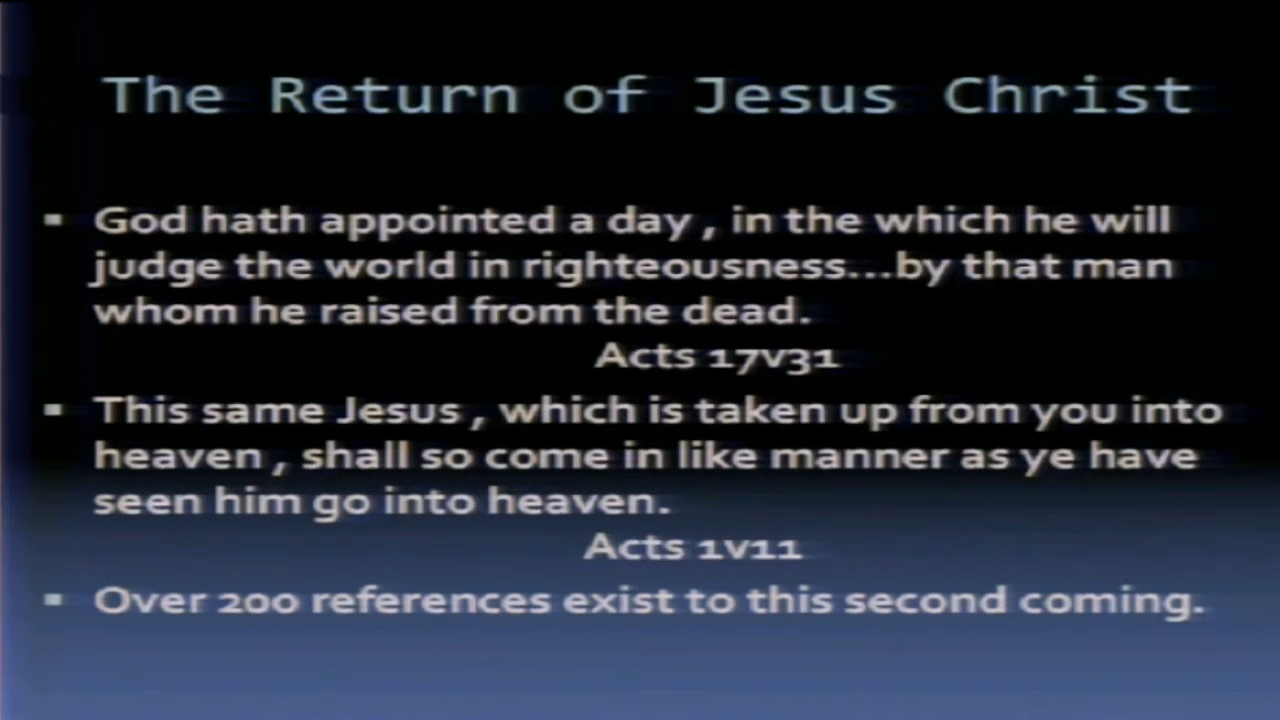 The Return of Jesus Christ
▪ God hath appointed a day , in the which he will
judge the world in righteousness...by that man
whom he raised from the dead.
Acts 17v31
▪ This same Jesus , which is taken up from you into
heaven , shall so come in like manner as ye have
seen him go into heaven.
Acts 1v11
▪ Over 200 references exist to this second coming.